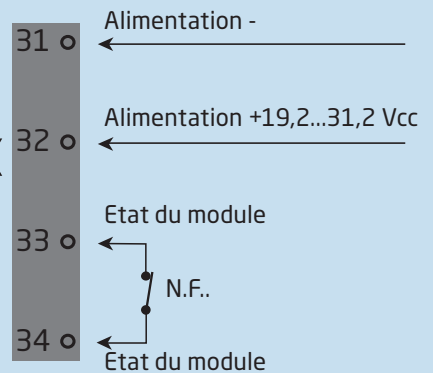 31
Alimentation -
32
Alimentation +19,2...31,2 Vcc
33
Etat du module
N.F..
34
Etat du module